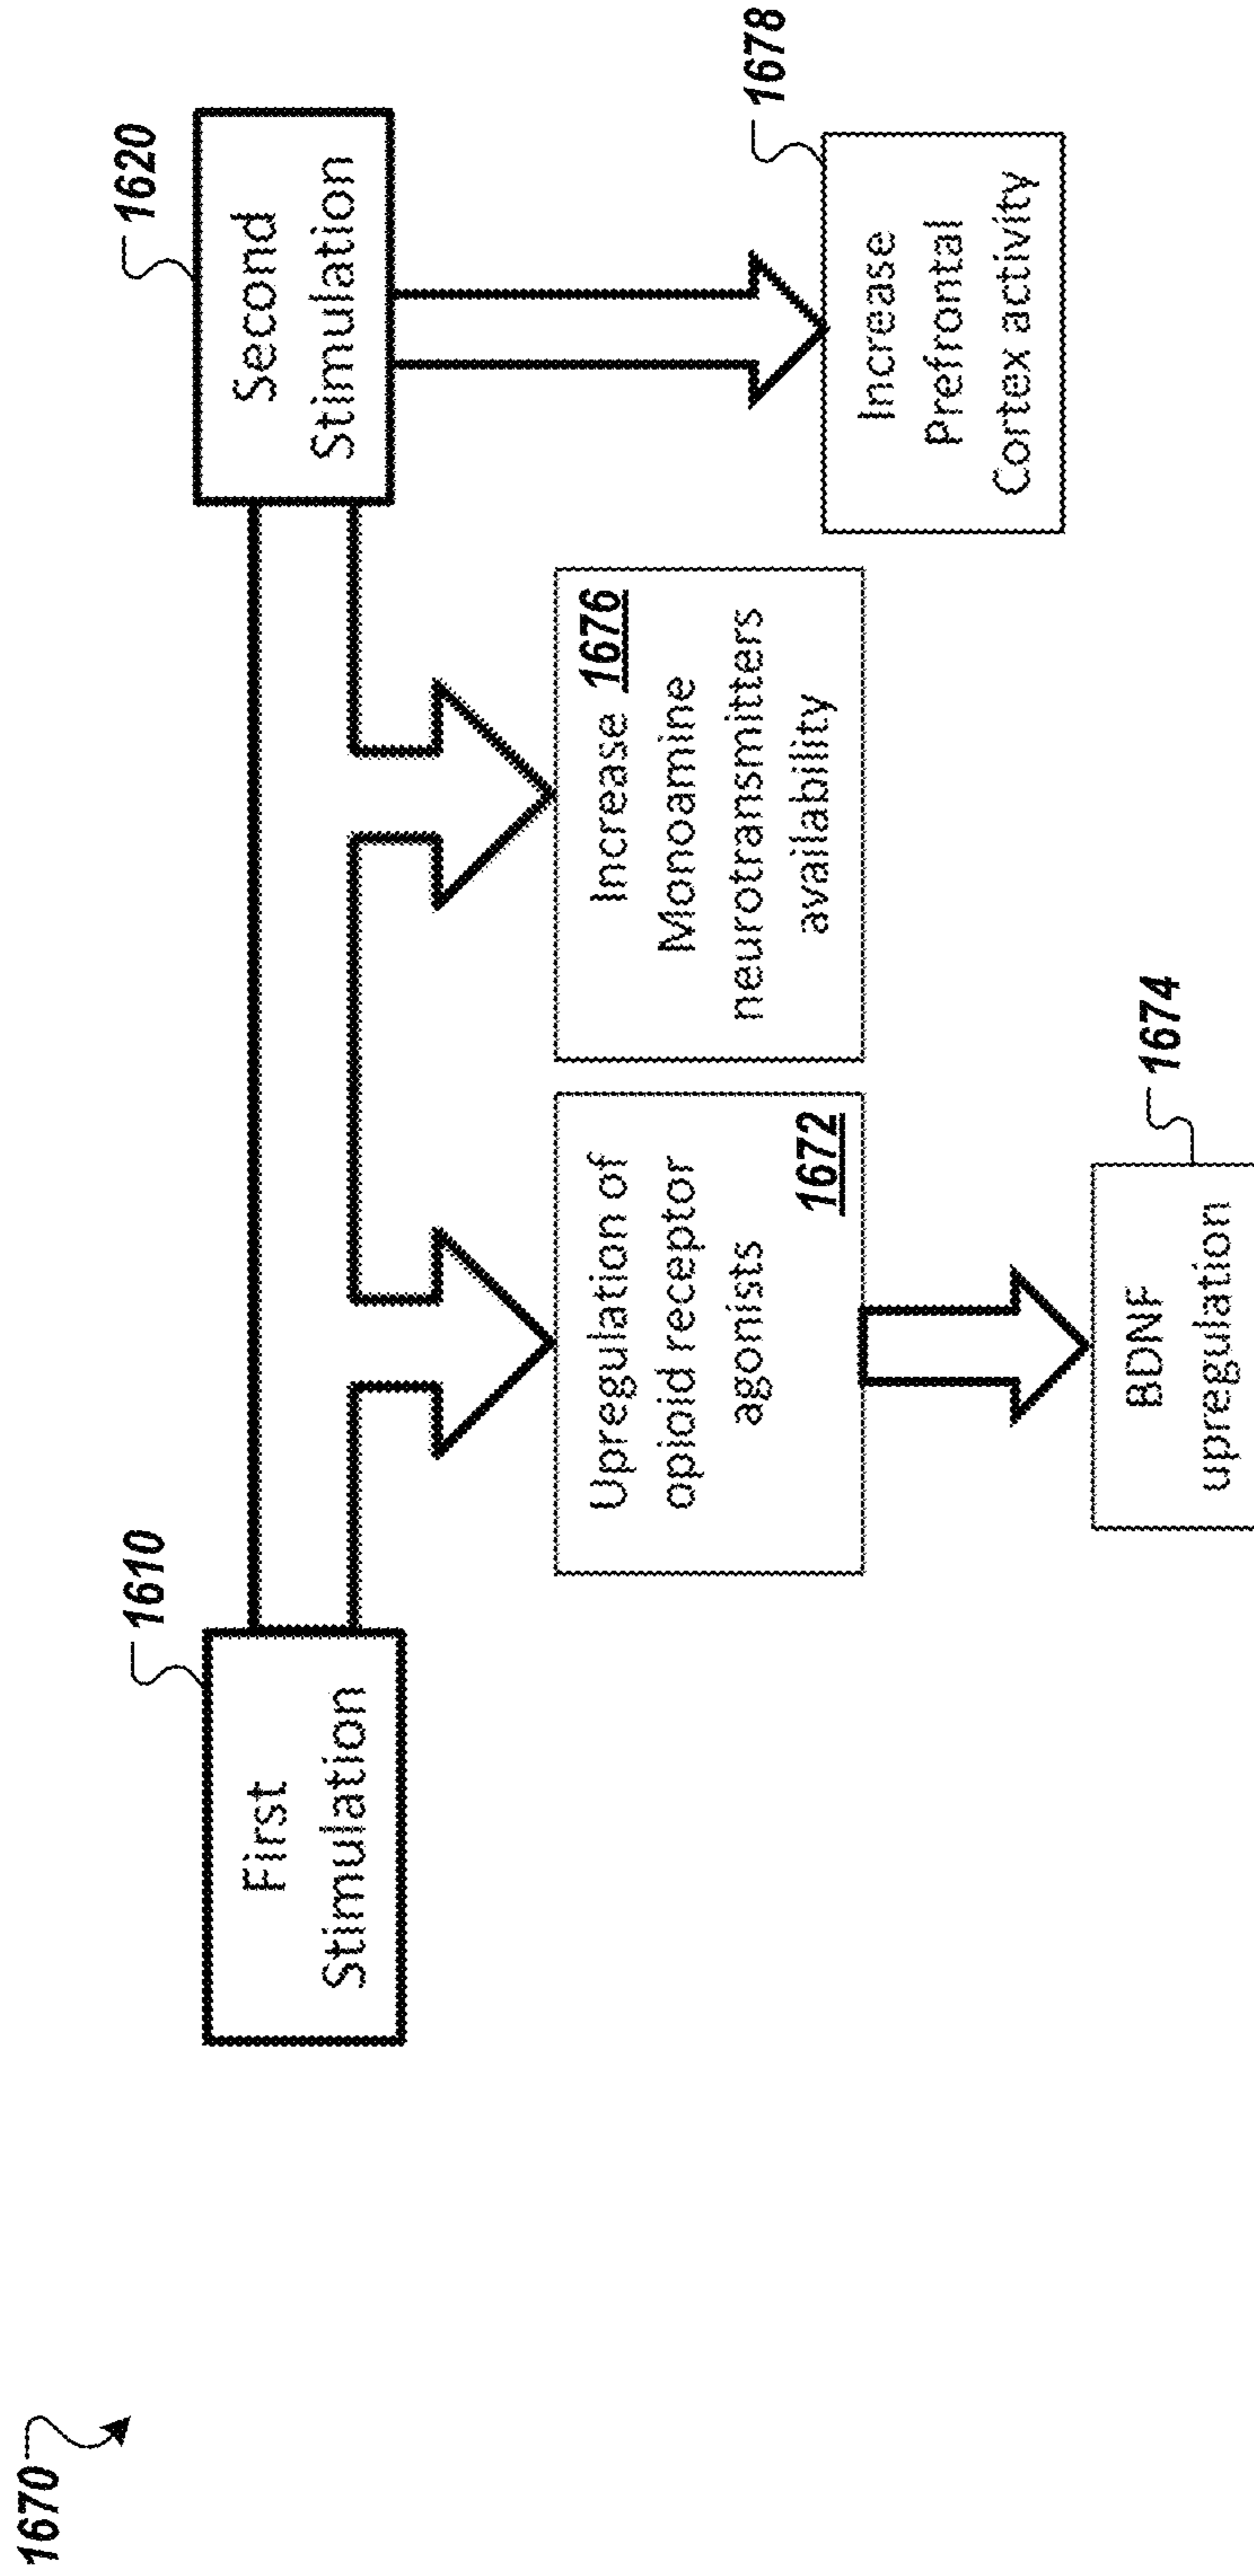 1670
1610
First
Stimulation
1620
Second
Stimulation
Upregulation of
opioid receptor
agonists
1672
Increase 1676
Monoamine
neurotransmitters
availability
1678
Increase
Prefrontal
Cortex activity
1674
BDNF
upregulation